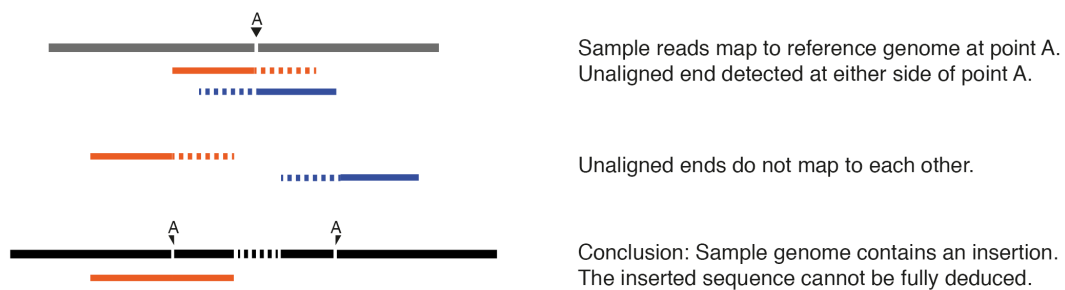 A
Sample reads map to reference genome at point A.
Unaligned end detected at either side of point A.
Unaligned ends do not map to each other.
A A
Conclusion: Sample genome contains an insertion.
The inserted sequence cannot be fully deduced.